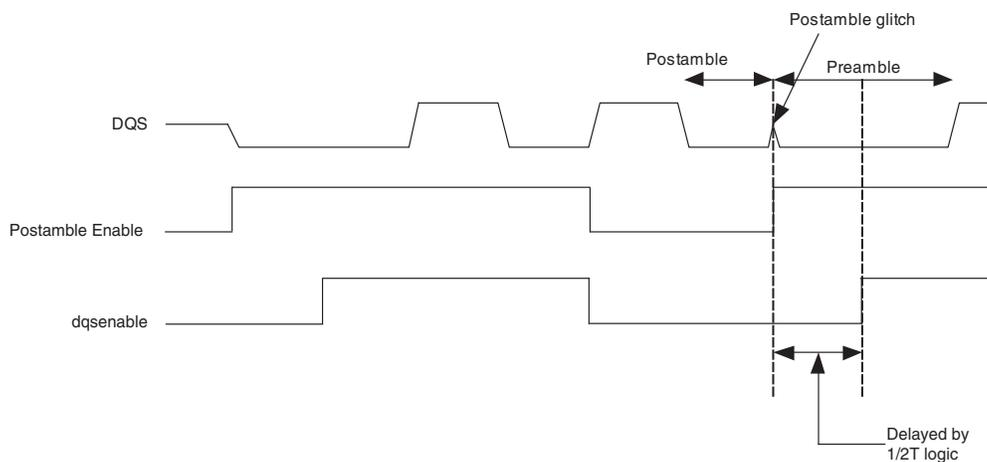 Postamble glitch
Postamble
Preamble
DQS
Postamble Enable
dqsenable
Delayed by
1/2T logic